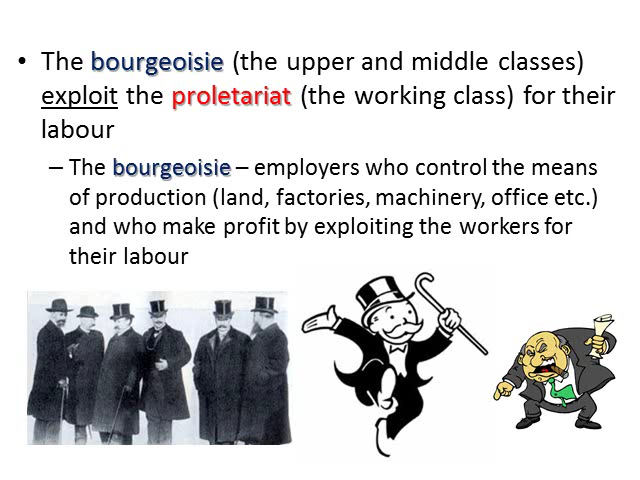 • The bourgeoisie (the upper and middle classes)
exploit the proletariat (the working class) for their
labour
– The bourgeoisie – employers who control the means
of production (land, factories, machinery, office etc.)
and who make profit by exploiting the workers for
their labour